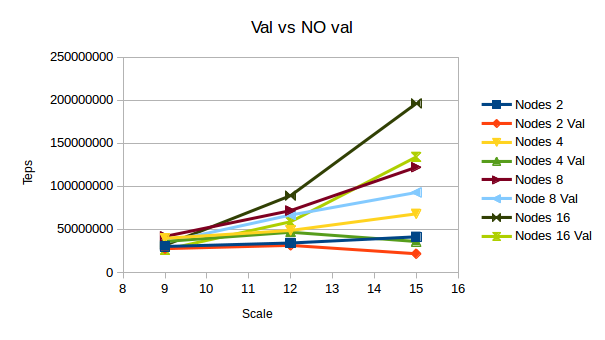 Val vs NO val
250000000
200000000
150000000
100000000
50000000
0
Teps
8 9 10 11 12 13 14 15 16
Scale
Nodes 2
Nodes 2 Val
Nodes 4
Nodes 4 Val
Nodes 8
Node 8 Val
Nodes 16
Nodes 16 Val